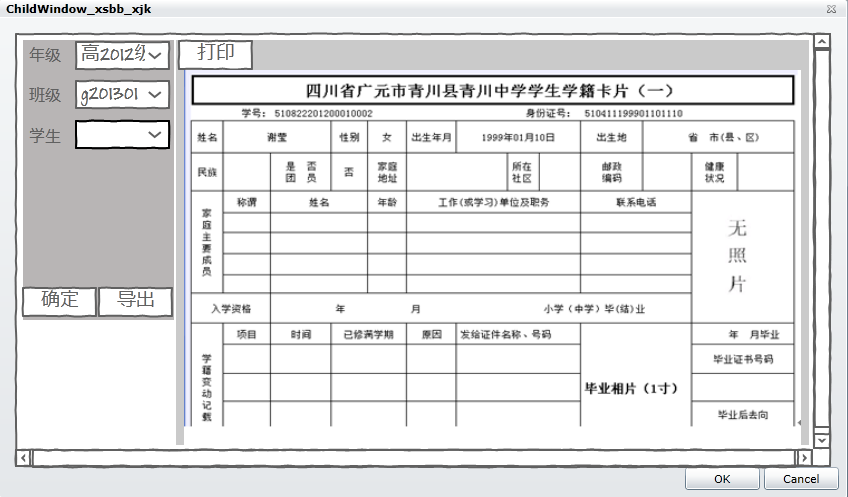 ChildWindow_xsbb_xjk
年级 高2012级
打印
班级 g201301
学生
确定 导出
四川省广元市青川县青川中学学生学籍卡片（一）
学号： 510822201200010002 身份证号： 510411199901101110
姓名 谢莹 性别 女 出生年月 1999年01月10日 出生地 省 市(县、区)
民族 是 否 团 员 否 家庭地址 所在社区 邮政编码 健康状况
家庭主要成员 称谓 姓名 年龄 工作(或学习)单位及职务 联系电话
无照片
入学资格 年 月 小学（中学）毕(结)业
学籍变动记载 项目 时间 已修满学期 原因 发给证件名称、号码 年 月毕业
毕业证书号码
毕业相片（1寸）
毕业后去向
OK Cancel